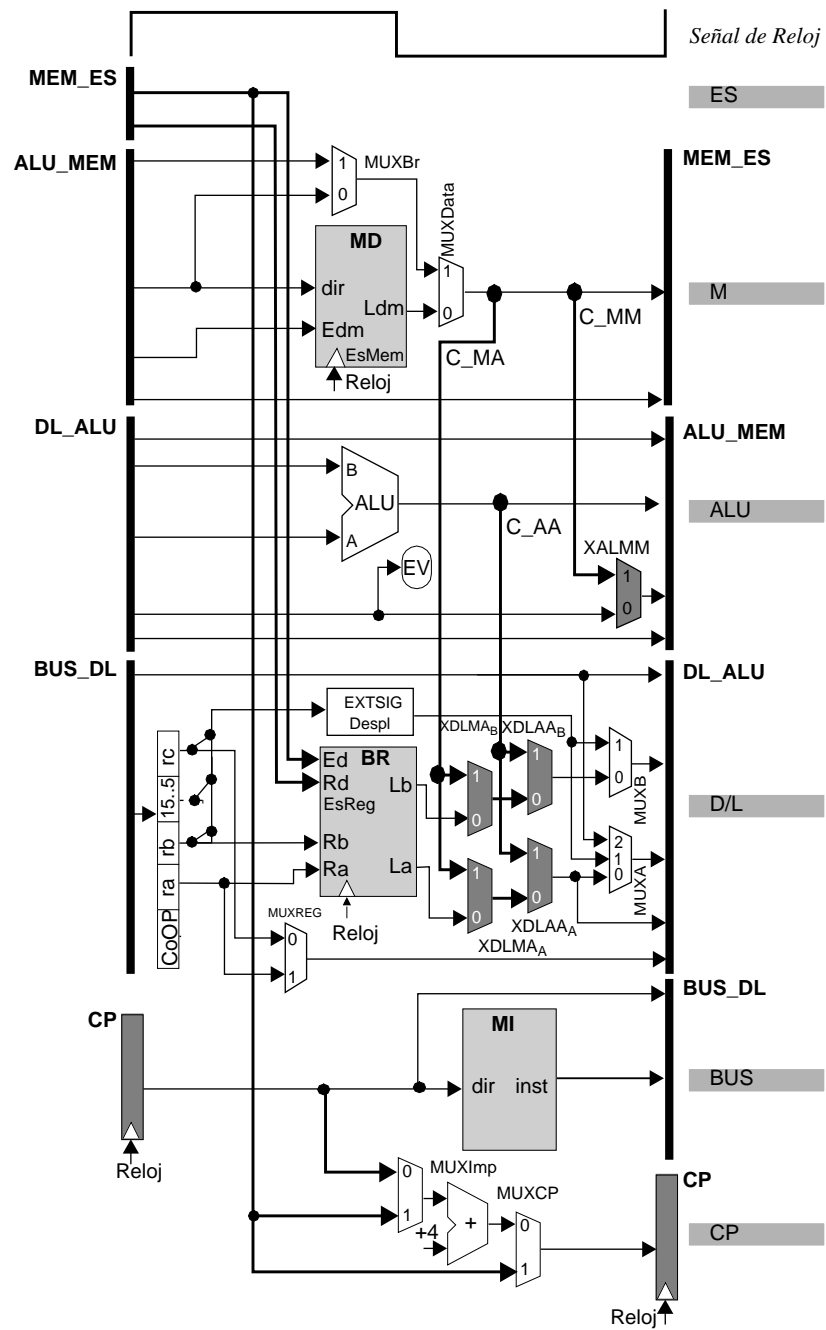 Señal de Reloj
MEM_ES
ES
ALU_MEM
1
0
MUXBr
MUXData
MEM_ES
MD
dir
Ldm
Edm
EsMem
Reloj
1
0
M
C_MA
C_MM
DL_ALU
ALU_MEM
B
ALU
A
ALU
C_AA
EV
XALMM
1
0
BUS_DL
DL_ALU
EXTSIG
Despl
XDLMAB
XDLAAB
rc
15..5
rb
ra
CoOP
Ed
BR
Rd
EsReg
Lb
Rb
Ra
La
Reloj
1
0
1
0
1
0
MUXB
D/L
1
0
1
0
2
1
0
MUXA
MUXREG
0
1
XDLAAA
XDLMAA
CP
BUS_DL
MI
dir
inst
BUS
Reloj
0
1
MUXImp
+
+4
MUXCP
0
1
CP
CP
Reloj